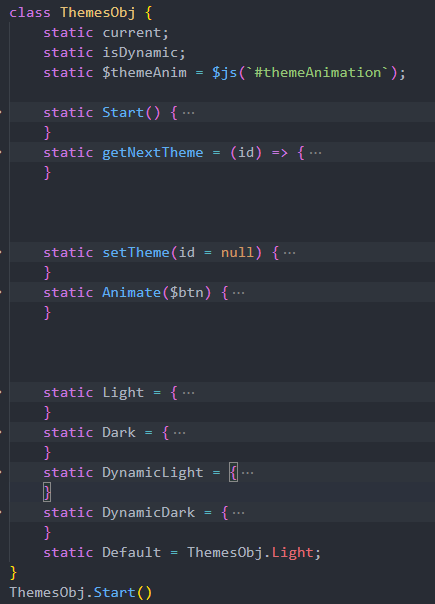 class ThemesObj {
static current;
static isDynamic;
static $themeAnim = $js(`#themeAnimation`);
static Start() { ···
}
static getNextTheme = (id) => { ···
}
static setTheme(id = null) { ···
}
static Animate($btn) { ···
}
static Light = { ···
}
static Dark = { ···
}
static DynamicLight = { ···
}
static DynamicDark = { ···
}
static Default = ThemesObj.Light;
}
ThemesObj.Start()